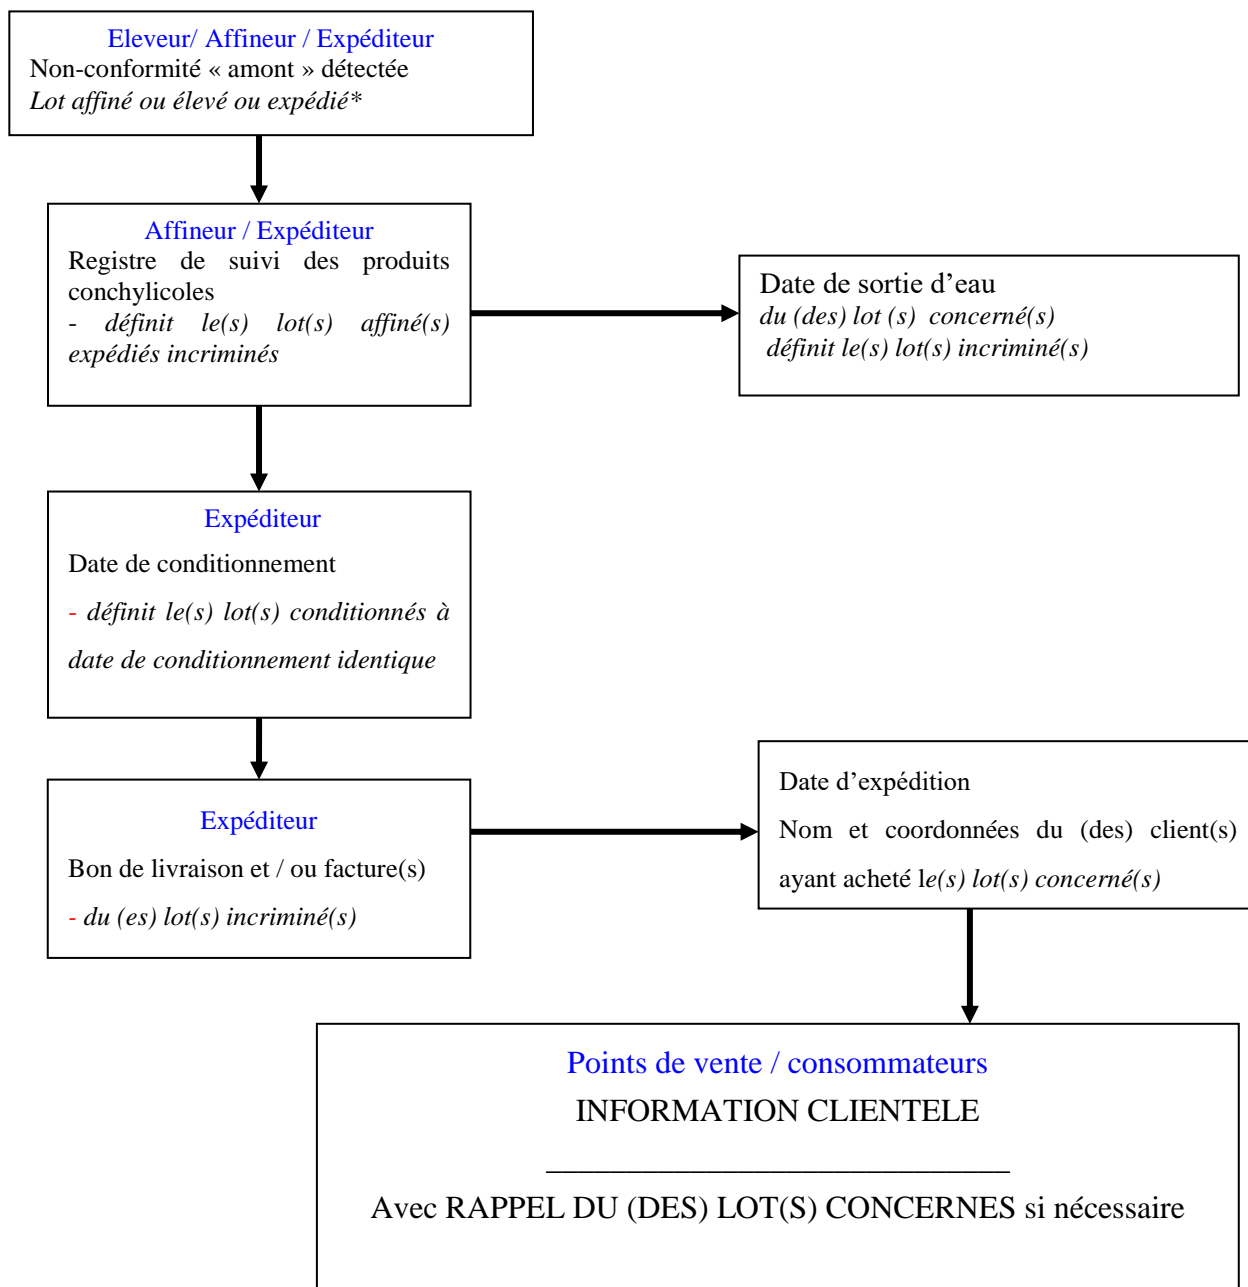 Eleveur/ Affineur / Expéditeur
Non-conformité « amont » détectée
Lot affiné ou élevé ou expédié*
Affineur / Expéditeur
Registre de suivi des produits
conchylicoles
- définit le(s) lot(s) affiné(s)
expédiés incriminés
Date de sortie d’eau
du (des) lot (s) concerné(s)
définit le(s) lot(s) incriminé(s)
Expéditeur
Date de conditionnement
- définit le(s) lot(s) conditionnés à
date de conditionnement identique
Expéditeur
Bon de livraison et / ou facture(s)
- du (es) lot(s) incriminé(s)
Date d’expédition
Nom et coordonnées du (des) client(s)
ayant acheté le(s) lot(s) concerné(s)
Points de vente / consommateurs
INFORMATION CLIENTELE
Avec RAPPEL DU (DES) LOT(S) CONCERNES si nécessaire